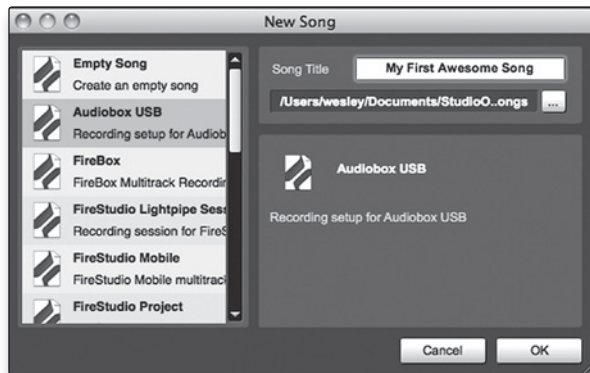 New Song
Empty Song
Create an empty song
Audiobox USB
Recording setup for Audiob
FireBox
FireBox Multitrack Recordin
FireStudio Lightpipe Sess
Recording session for FireS
FireStudio Mobile
FireStudio Mobile multitrac
FireStudio Project
Song Title
My First Awesome Song
/Users/wesley/Documents/StudioO..ongs
...
Audiobox USB
Recording setup for Audiobox USB
Cancel
OK